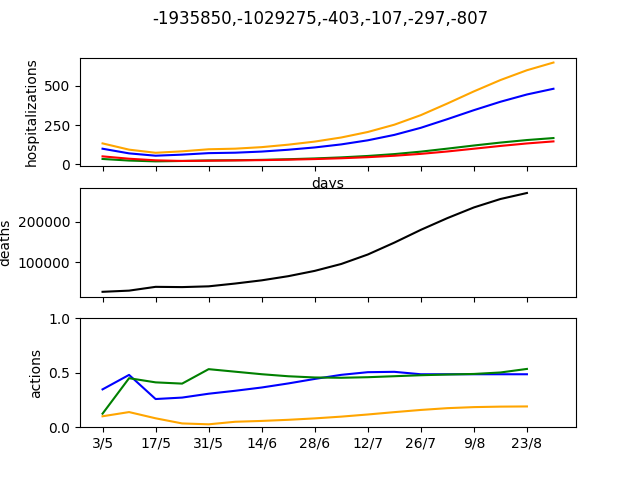 -1935850,-1029275,-403,-107,-297,-807
hospitalizations
500
250
0
days
deaths
200000
100000
actions
1.0
0.5
0.0
3/5 17/5 31/5 14/6 28/6 12/7 26/7 9/8 23/8